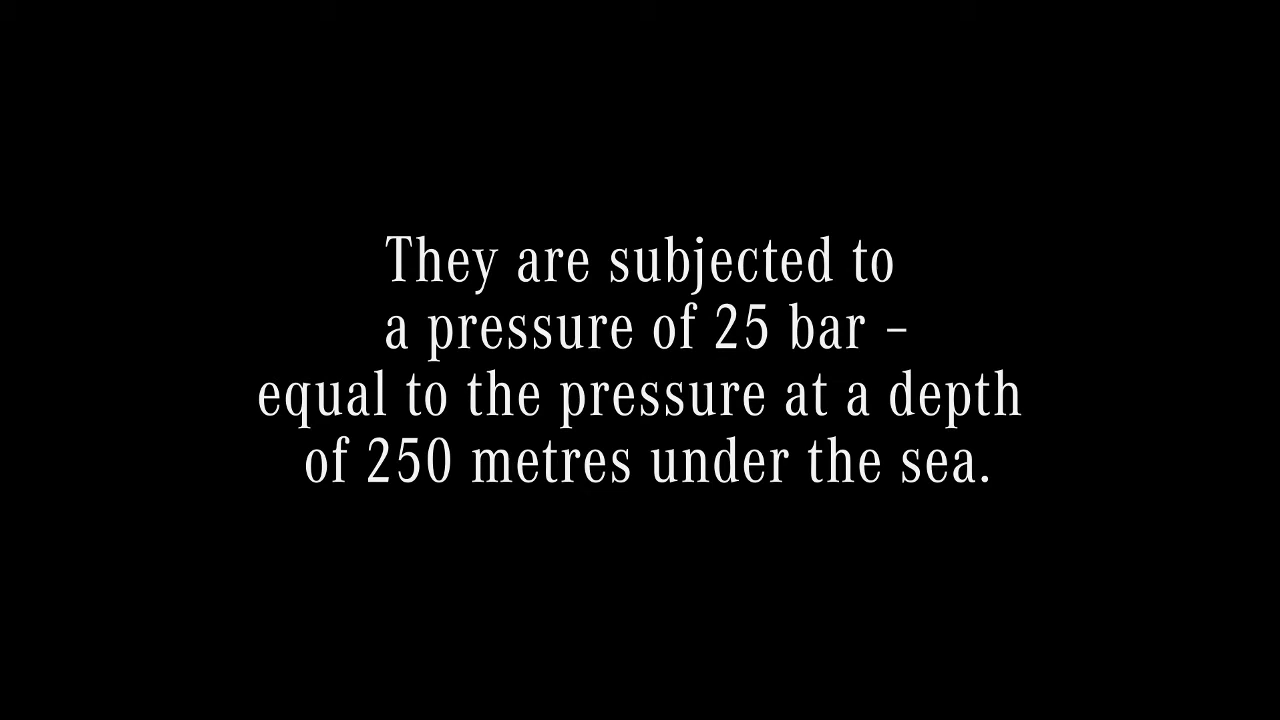 They are subjected to
a pressure of 25 bar –
equal to the pressure at a depth
of 250 metres under the sea.